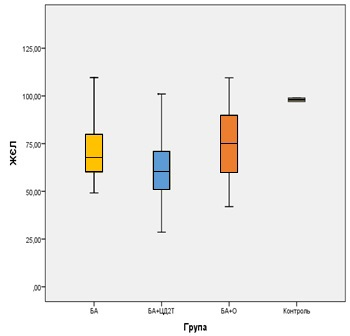 ЖЄЛ
125,00
100,00
75,00
50,00
25,00
,00
БА
БА+ЦД2Т
БА+О
Контроль
Група